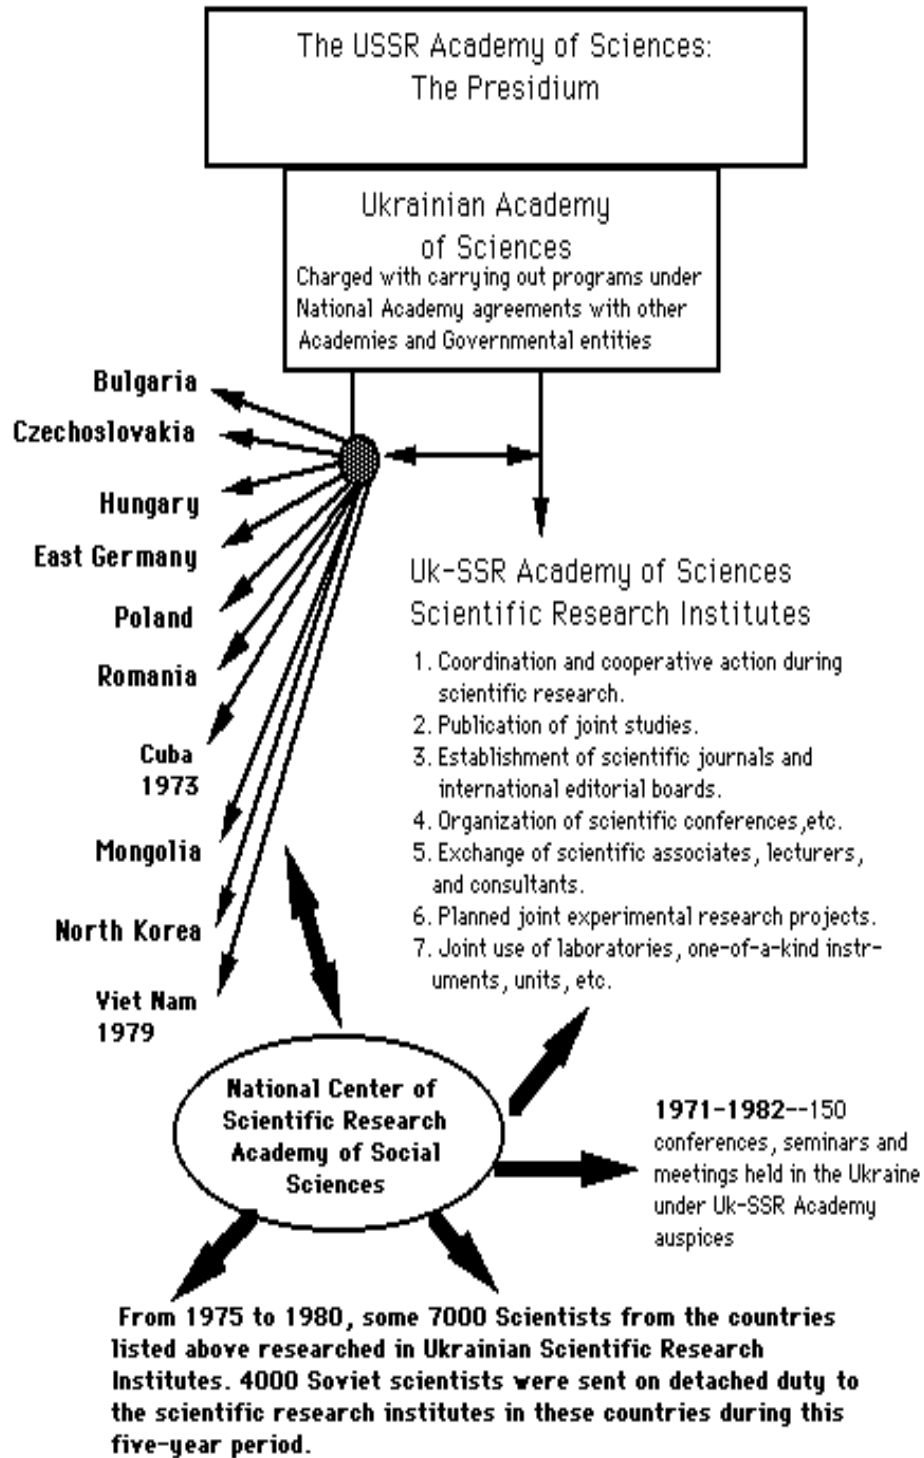 The USSR Academy of Sciences:
The Presidium
Ukrainian Academy
of Sciences
Charged with carrying out programs under
National Academy agreements with other
Academies and Governmental entities
Bulgaria
Czechoslovakia
Hungary
East Germany
Poland
Romania
Cuba
1973
Mongolia
North Korea
Viet Nam
1979
Uk-SSR Academy of Sciences
Scientific Research Institutes
1. Coordination and cooperative action during
scientific research.
2. Publication of joint studies.
3. Establishment of scientific journals and
international editorial boards.
4. Organization of scientific conferences,etc.
5. Exchange of scientific associates, lecturers,
and consultants.
6. Planned joint experimental research projects.
7. Joint use of laboratories, one-of-a-kind instr-
uments, units, etc.
National Center of
Scientific Research
Academy of Social
Sciences
1971-1982--150
conferences, seminars and
meetings held in the Ukraine
under Uk-SSR Academy
auspices
From 1975 to 1980, some 7000 Scientists from the countries
listed above researched in Ukrainian Scientific Research
Institutes. 4000 Soviet scientists were sent on detached duty to
the scientific research institutes in these countries during this
five-year period.